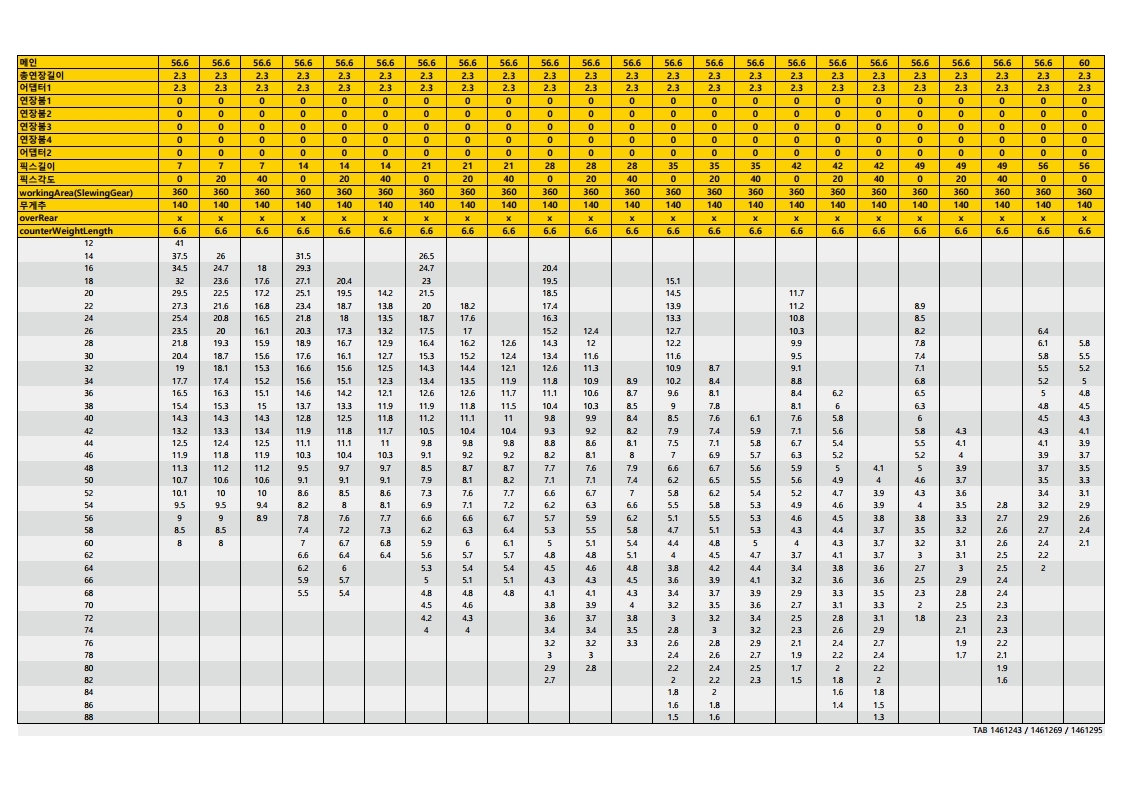 메인 56.6 56.6 56.6 56.6 56.6 56.6 56.6 56.6 56.6 56.6 56.6 56.6 56.6 56.6 56.6 56.6 56.6 56.6 56.6 56.6 56.6 56.6 60
총연장길이 2.3 2.3 2.3 2.3 2.3 2.3 2.3 2.3 2.3 2.3 2.3 2.3 2.3 2.3 2.3 2.3 2.3 2.3 2.3 2.3 2.3 2.3 2.3
어댑터1 2.3 2.3 2.3 2.3 2.3 2.3 2.3 2.3 2.3 2.3 2.3 2.3 2.3 2.3 2.3 2.3 2.3 2.3 2.3 2.3 2.3 2.3 2.3
연장붐1 0 0 0 0 0 0 0 0 0 0 0 0 0 0 0 0 0 0 0 0 0 0 0
연장붐2 0 0 0 0 0 0 0 0 0 0 0 0 0 0 0 0 0 0 0 0 0 0 0
연장붐3 0 0 0 0 0 0 0 0 0 0 0 0 0 0 0 0 0 0 0 0 0 0 0
연장붐4 0 0 0 0 0 0 0 0 0 0 0 0 0 0 0 0 0 0 0 0 0 0 0
어댑터2 0 0 0 0 0 0 0 0 0 0 0 0 0 0 0 0 0 0 0 0 0 0 0
픽스길이 7 7 7 14 14 14 21 21 21 28 28 28 35 35 35 42 42 42 49 49 49 56 56
픽스각도 0 20 40 0 20 40 0 20 40 0 20 40 0 20 40 0 20 40 0 20 40 0 0
workingArea(SlewingGear) 360 360 360 360 360 360 360 360 360 360 360 360 360 360 360 360 360 360 360 360 360 360 360
무게추 140 140 140 140 140 140 140 140 140 140 140 140 140 140 140 140 140 140 140 140 140 140 140
overRear x x x x x x x x x x x x x x x x x x x x x x x
counterWeightLength 6.6 6.6 6.6 6.6 6.6 6.6 6.6 6.6 6.6 6.6 6.6 6.6 6.6 6.6 6.6 6.6 6.6 6.6 6.6 6.6 6.6 6.6 6.6
12 41
14 37.5 26 31.5 26.5
16 34.5 24.7 18 29.3 24.7 20.4
18 32 23.6 17.6 27.1 20.4 23 19.5 15.1
20 29.5 22.5 17.2 25.1 19.5 14.2 21.5 18.5 14.5 11.7
22 27.3 21.6 16.8 23.4 18.7 13.8 20 18.2 17.4 13.9 11.2 8.9
24 25.4 20.8 16.5 21.8 18 13.5 18.7 17.6 16.3 13.3 10.8 8.5
26 23.5 20 16.1 20.3 17.3 13.2 17.5 17 15.2 12.4 12.7 10.3 8.2 6.4
28 21.8 19.3 15.9 18.9 16.7 12.9 16.4 16.2 12.6 14.3 12 12.2 9.9 7.8 6.1 5.8
30 20.4 18.7 15.6 17.6 16.1 12.7 15.3 15.2 12.4 13.4 11.6 11.6 9.5 7.4 5.8 5.5
32 19 18.1 15.3 16.6 15.6 12.5 14.3 14.4 12.1 12.6 11.3 10.9 8.7 9.1 7.1 5.5 5.2
34 17.7 17.4 15.2 15.6 15.1 12.3 13.4 13.5 11.9 11.8 10.9 8.9 10.2 8.4 8.8 6.8 5.2 5
36 16.5 16.3 15.1 14.6 14.2 12.1 12.6 12.6 11.7 11.1 10.6 8.7 9.6 8.1 8.4 6.2 6.5 5 4.8
38 15.4 15.3 15 13.7 13.3 11.9 11.9 11.8 11.5 10.4 10.3 8.5 9 7.8 8.1 6 6.3 4.8 4.5
40 14.3 14.3 14.3 12.8 12.5 11.8 11.2 11.1 11 9.8 9.9 8.4 8.5 7.6 6.1 7.6 5.8 6 4.5 4.3
42 13.2 13.3 13.4 11.9 11.8 11.7 10.5 10.4 10.4 9.3 9.2 8.2 7.9 7.4 5.9 7.1 5.6 5.8 4.3 4.3 4.1
44 12.5 12.4 12.5 11.1 11.1 11 9.8 9.8 9.8 8.8 8.6 8.1 7.5 7.1 5.8 6.7 5.4 5.5 4.1 4.1 3.9
46 11.9 11.8 11.9 10.3 10.4 10.3 9.1 9.2 9.2 8.2 8.1 8 7 6.9 5.7 6.3 5.2 5.2 4 3.9 3.7
48 11.3 11.2 11.2 9.5 9.7 9.7 8.5 8.7 8.7 7.7 7.6 7.9 6.6 6.7 5.6 5.9 5 4.1 5 3.9 3.7 3.5
50 10.7 10.6 10.6 9.1 9.1 9.1 7.9 8.1 8.2 7.1 7.1 7.4 6.2 6.5 5.5 5.6 4.9 4 4.6 3.7 3.5 3.3
52 10.1 10 10 8.6 8.5 8.6 7.3 7.6 7.7 6.6 6.7 7 5.8 6.2 5.4 5.2 4.7 3.9 4.3 3.6 3.4 3.1
54 9.5 9.5 9.4 8.2 8 8.1 6.9 7.1 7.2 6.2 6.3 6.6 5.5 5.8 5.3 4.9 4.6 3.9 4 3.5 2.8 3.2 2.9
56 9 9 8.9 7.8 7.6 7.7 6.6 6.6 6.7 5.7 5.9 6.2 5.1 5.5 5.3 4.6 4.5 3.8 3.8 3.3 2.7 2.9 2.6
58 8.5 8.5 7.4 7.2 7.3 6.2 6.3 6.4 5.3 5.5 5.8 4.7 5.1 5.3 4.3 4.4 3.7 3.5 3.2 2.6 2.7 2.4
60 8 8 7 6.7 6.8 5.9 6 6.1 5 5.1 5.4 4.4 4.8 5 4 4.3 3.7 3.2 3.1 2.6 2.4 2.1
62 6.6 6.4 6.4 5.6 5.7 5.7 4.8 4.8 5.1 4 4.5 4.7 3.7 4.1 3.7 3 3.1 2.5 2.2
64 6.2 6 5.3 5.4 5.4 4.5 4.6 4.8 3.8 4.2 4.4 3.4 3.8 3.6 2.7 3 2.5 2
66 5.9 5.7 5 5.1 5.1 4.3 4.3 4.5 3.6 3.9 4.1 3.2 3.6 3.6 2.5 2.9 2.4
68 5.5 5.4 4.8 4.8 4.8 4.1 4.1 4.3 3.4 3.7 3.9 2.9 3.3 3.5 2.3 2.8 2.4
70 4.5 4.6 3.8 3.9 4 3.2 3.5 3.6 2.7 3.1 3.3 2 2.5 2.3
72 4.2 4.3 3.6 3.7 3.8 3 3.2 3.4 2.5 2.8 3.1 1.8 2.3 2.3
74 4 4 3.4 3.4 3.5 2.8 3 3.2 2.3 2.6 2.9 2.1 2.3
76 3.2 3.2 3.3 2.6 2.8 2.9 2.1 2.4 2.7 1.9 2.2
78 3 3 2.4 2.6 2.7 1.9 2.2 2.4 1.7 2.1
80 2.9 2.8 2.2 2.4 2.5 1.7 2 2.2 1.9
82 2.7 2 2.2 2.3 1.5 1.8 2 1.6
84 1.8 2 1.6 1.8
86 1.6 1.8 1.4 1.5
88 1.5 1.6 1.3
TAB 1461243 / 1461269 / 1461295